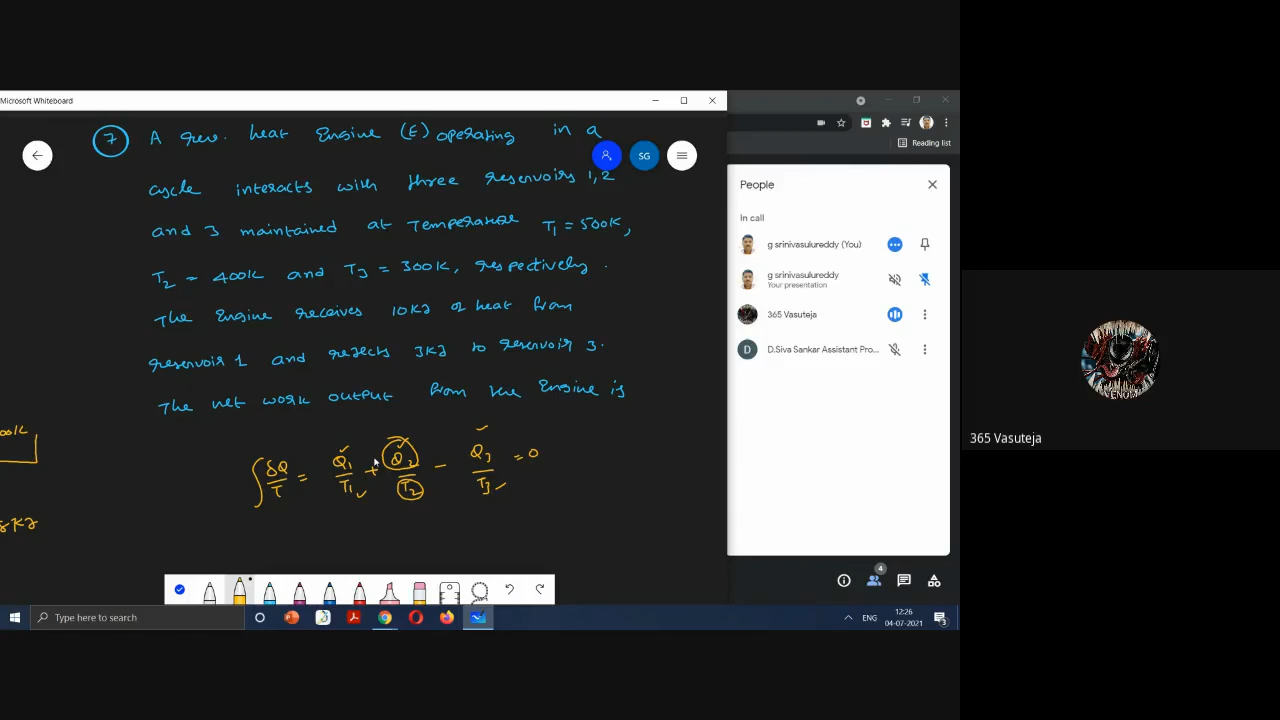 Microsoft Whiteboard
7 A rev. heat Engine (E) operating in a
SG
cycle interacts with three reservoirs 1,2
and 3 maintained at Temperature T1 = 500K,
T2 = 400K and T3 = 300K, respectively.
The Engine receives 10KJ of heat from
reservoir 1 and rejects 3KJ to reservoir 3.
The net work output from the Engine is
∫ δQ/T = Q1/T1 + Q2/T2 - Q3/T3 = 0
Reading list
People
In call
g srinivasulureddy (You)
g srinivasulureddy
Your presentation
365 Vasuteja
D.Siva Sankar Assistant Pro...
4
Type here to search
ENG
12:26
04-07-2021
3
VENOM
365 Vasuteja